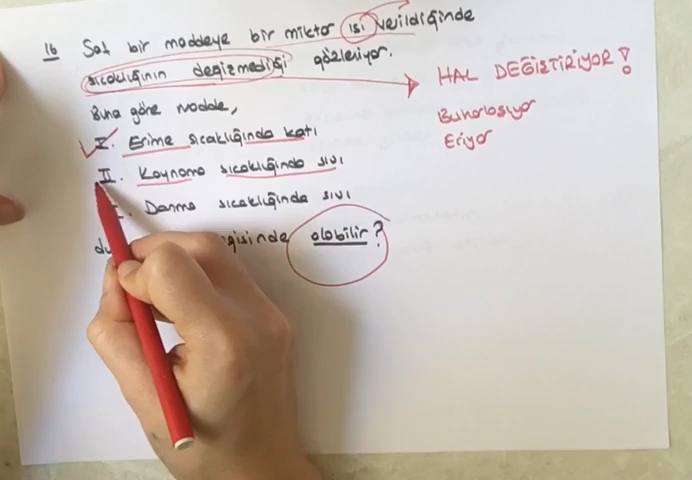 16 Saf bir maddeye bir miktar ısı verildiğinde
sıcaklığının değişmediği gözleniyor.
HAL DEĞİŞTİRİYOR!
Buna göre madde,
Buharlaşıyor
Eriyor
I. Erime sıcaklığında katı
II. Kaynama sıcaklığında sıvı
Donma sıcaklığında sıvı
olabilir?